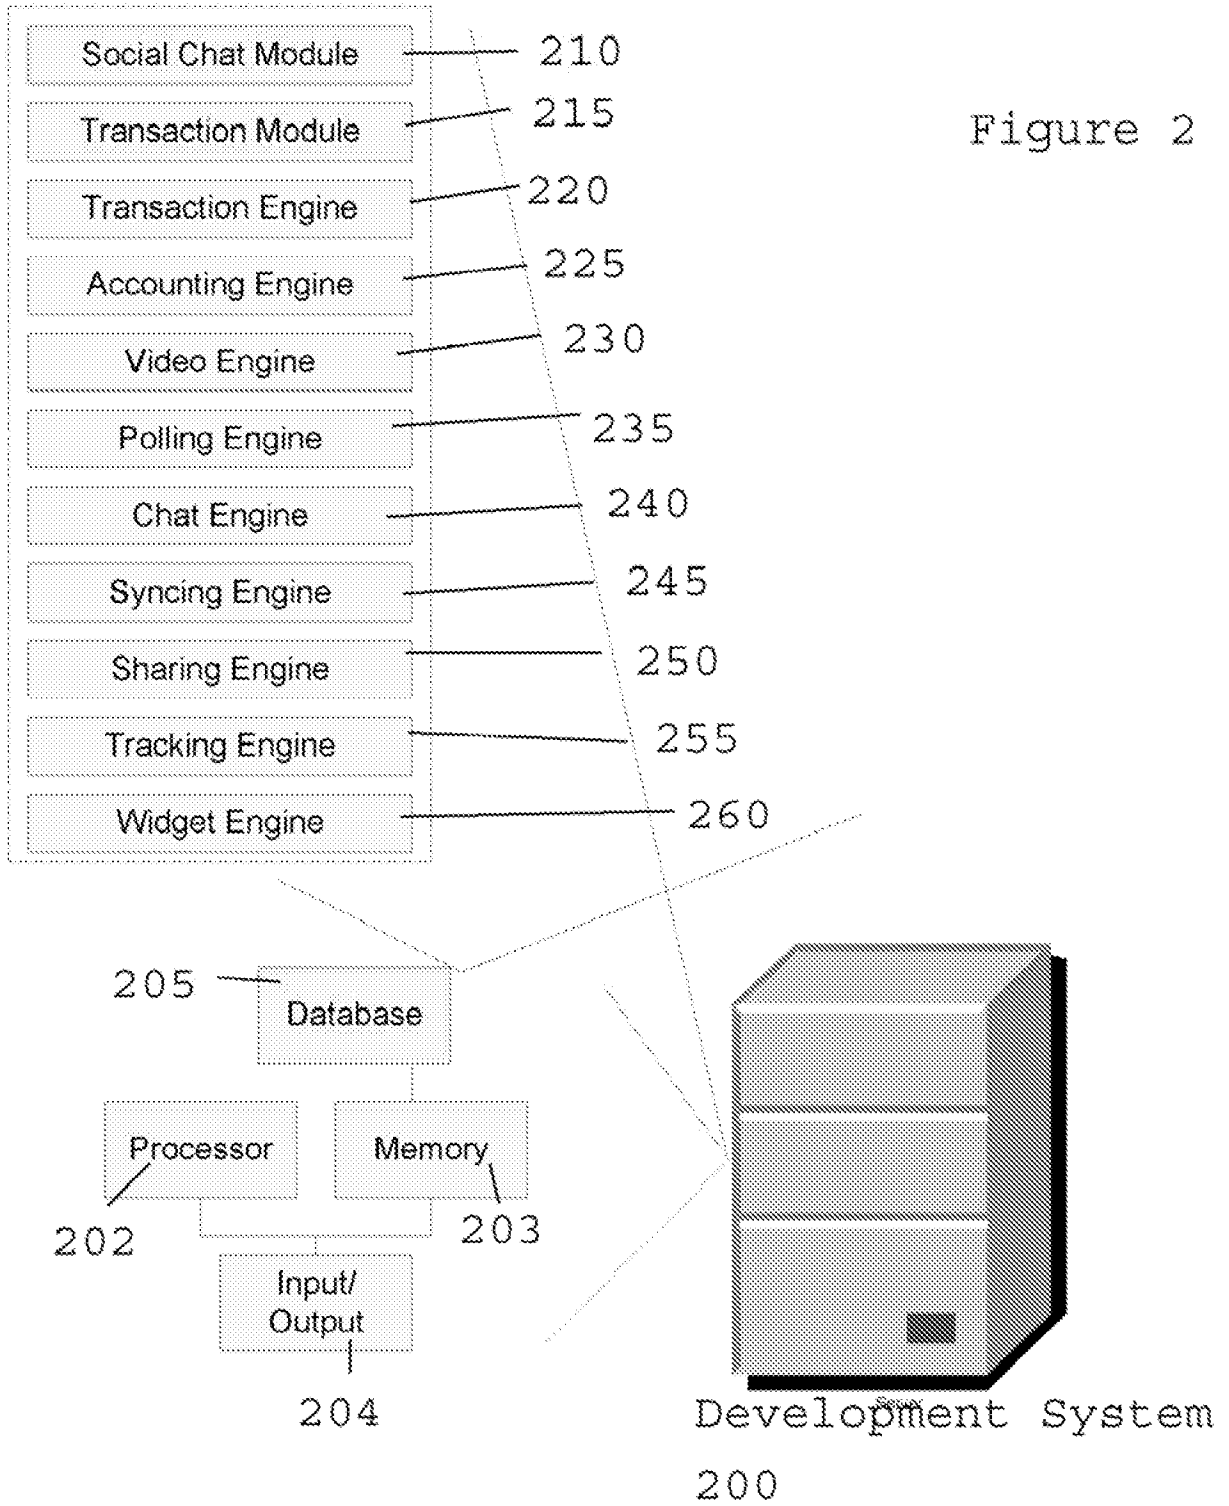 Social Chat Module 210
Transaction Module 215
Figure 2
Transaction Engine 220
Accounting Engine 225
Video Engine 230
Polling Engine 235
Chat Engine 240
Syncing Engine 245
Sharing Engine 250
Tracking Engine 255
Widget Engine 260
205
Database
Processor
Memory
202
203
Input/
Output
204
Server
Development System
200